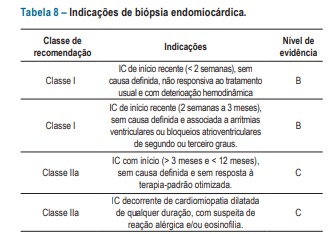 Tabela 8 – Indicações de biópsia endomiocárdica.
Classe de recomendação Indicações Nível de evidência
Classe I IC de início recente (< 2 semanas), sem
causa definida, não responsiva ao tratamento
usual e com deterioação hemodinâmica B
Classe I IC de início recente (2 semanas a 3 meses),
sem causa definida e associada a arritmias
ventriculares ou bloqueios atrioventriculares
de segundo ou terceiro graus. B
Classe IIa IC com início (> 3 meses e < 12 meses),
sem causa definida e sem resposta à
terapia-padrão otimizada. C
Classe IIa IC decorrente de cardiomiopatia dilatada
de qualquer duração, com suspeita de
reação alérgica e/ou eosinofilia. C